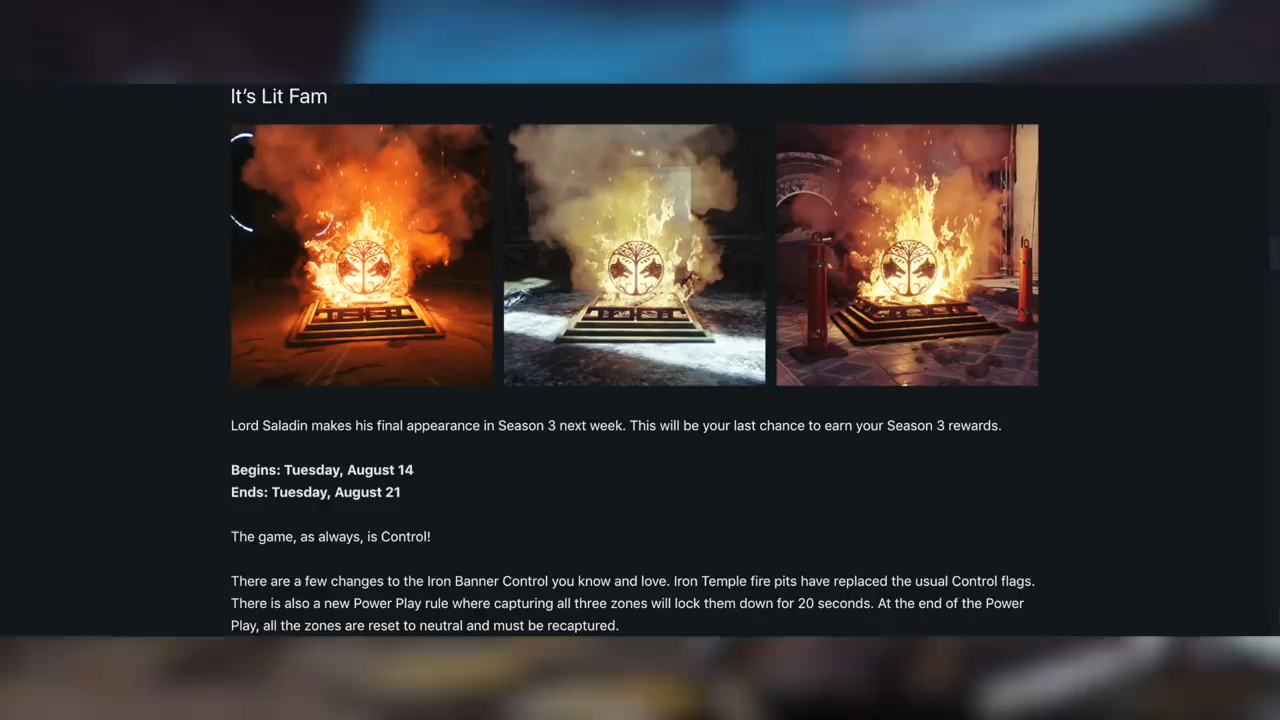 It's Lit Fam
Lord Saladin makes his final appearance in Season 3 next week. This will be your last chance to earn your Season 3 rewards.
Begins: Tuesday, August 14
Ends: Tuesday, August 21
The game, as always, is Control!
There are a few changes to the Iron Banner Control you know and love. Iron Temple fire pits have replaced the usual Control flags.
There is also a new Power Play rule where capturing all three zones will lock them down for 20 seconds. At the end of the Power
Play, all the zones are reset to neutral and must be recaptured.